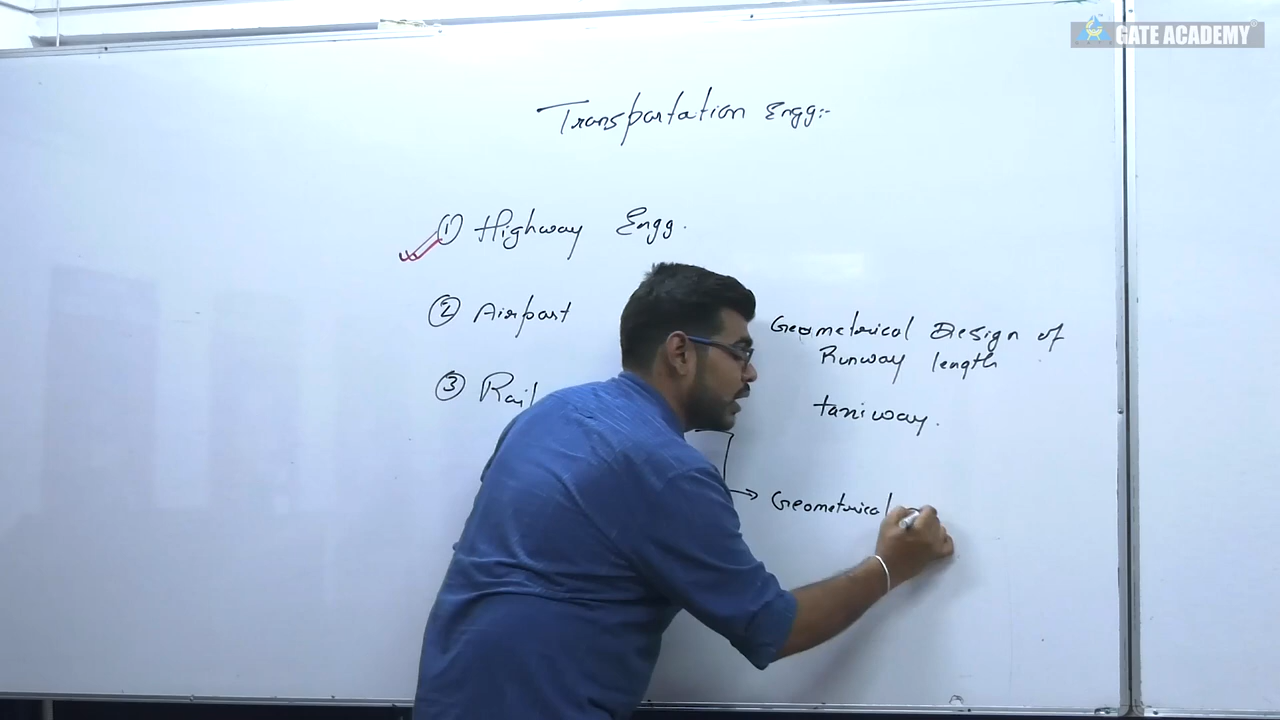 GATE ACADEMY
Transportation Engg:-
① Highway Engg.
② Airport
Geometrical Design of
Runway length
③ Rail
taxiway.
→ Geometrical